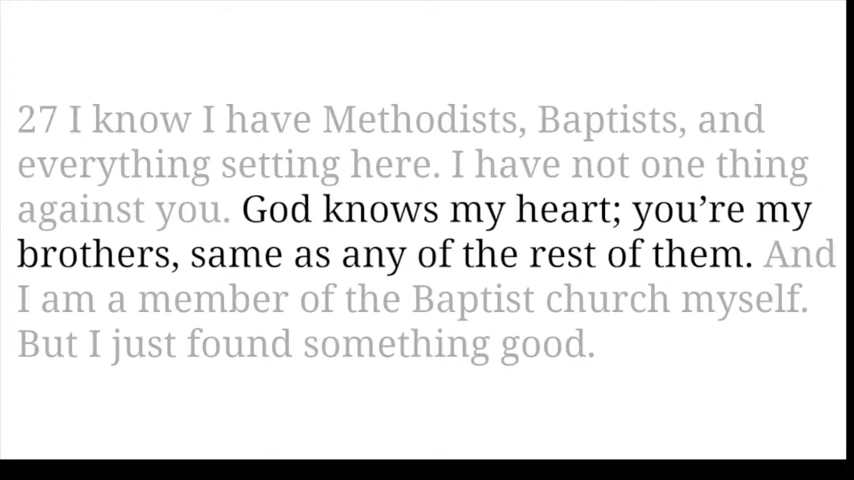 27 I know I have Methodists, Baptists, and
everything setting here. I have not one thing
against you. God knows my heart; you’re my
brothers, same as any of the rest of them. And
I am a member of the Baptist church myself.
But I just found something good.